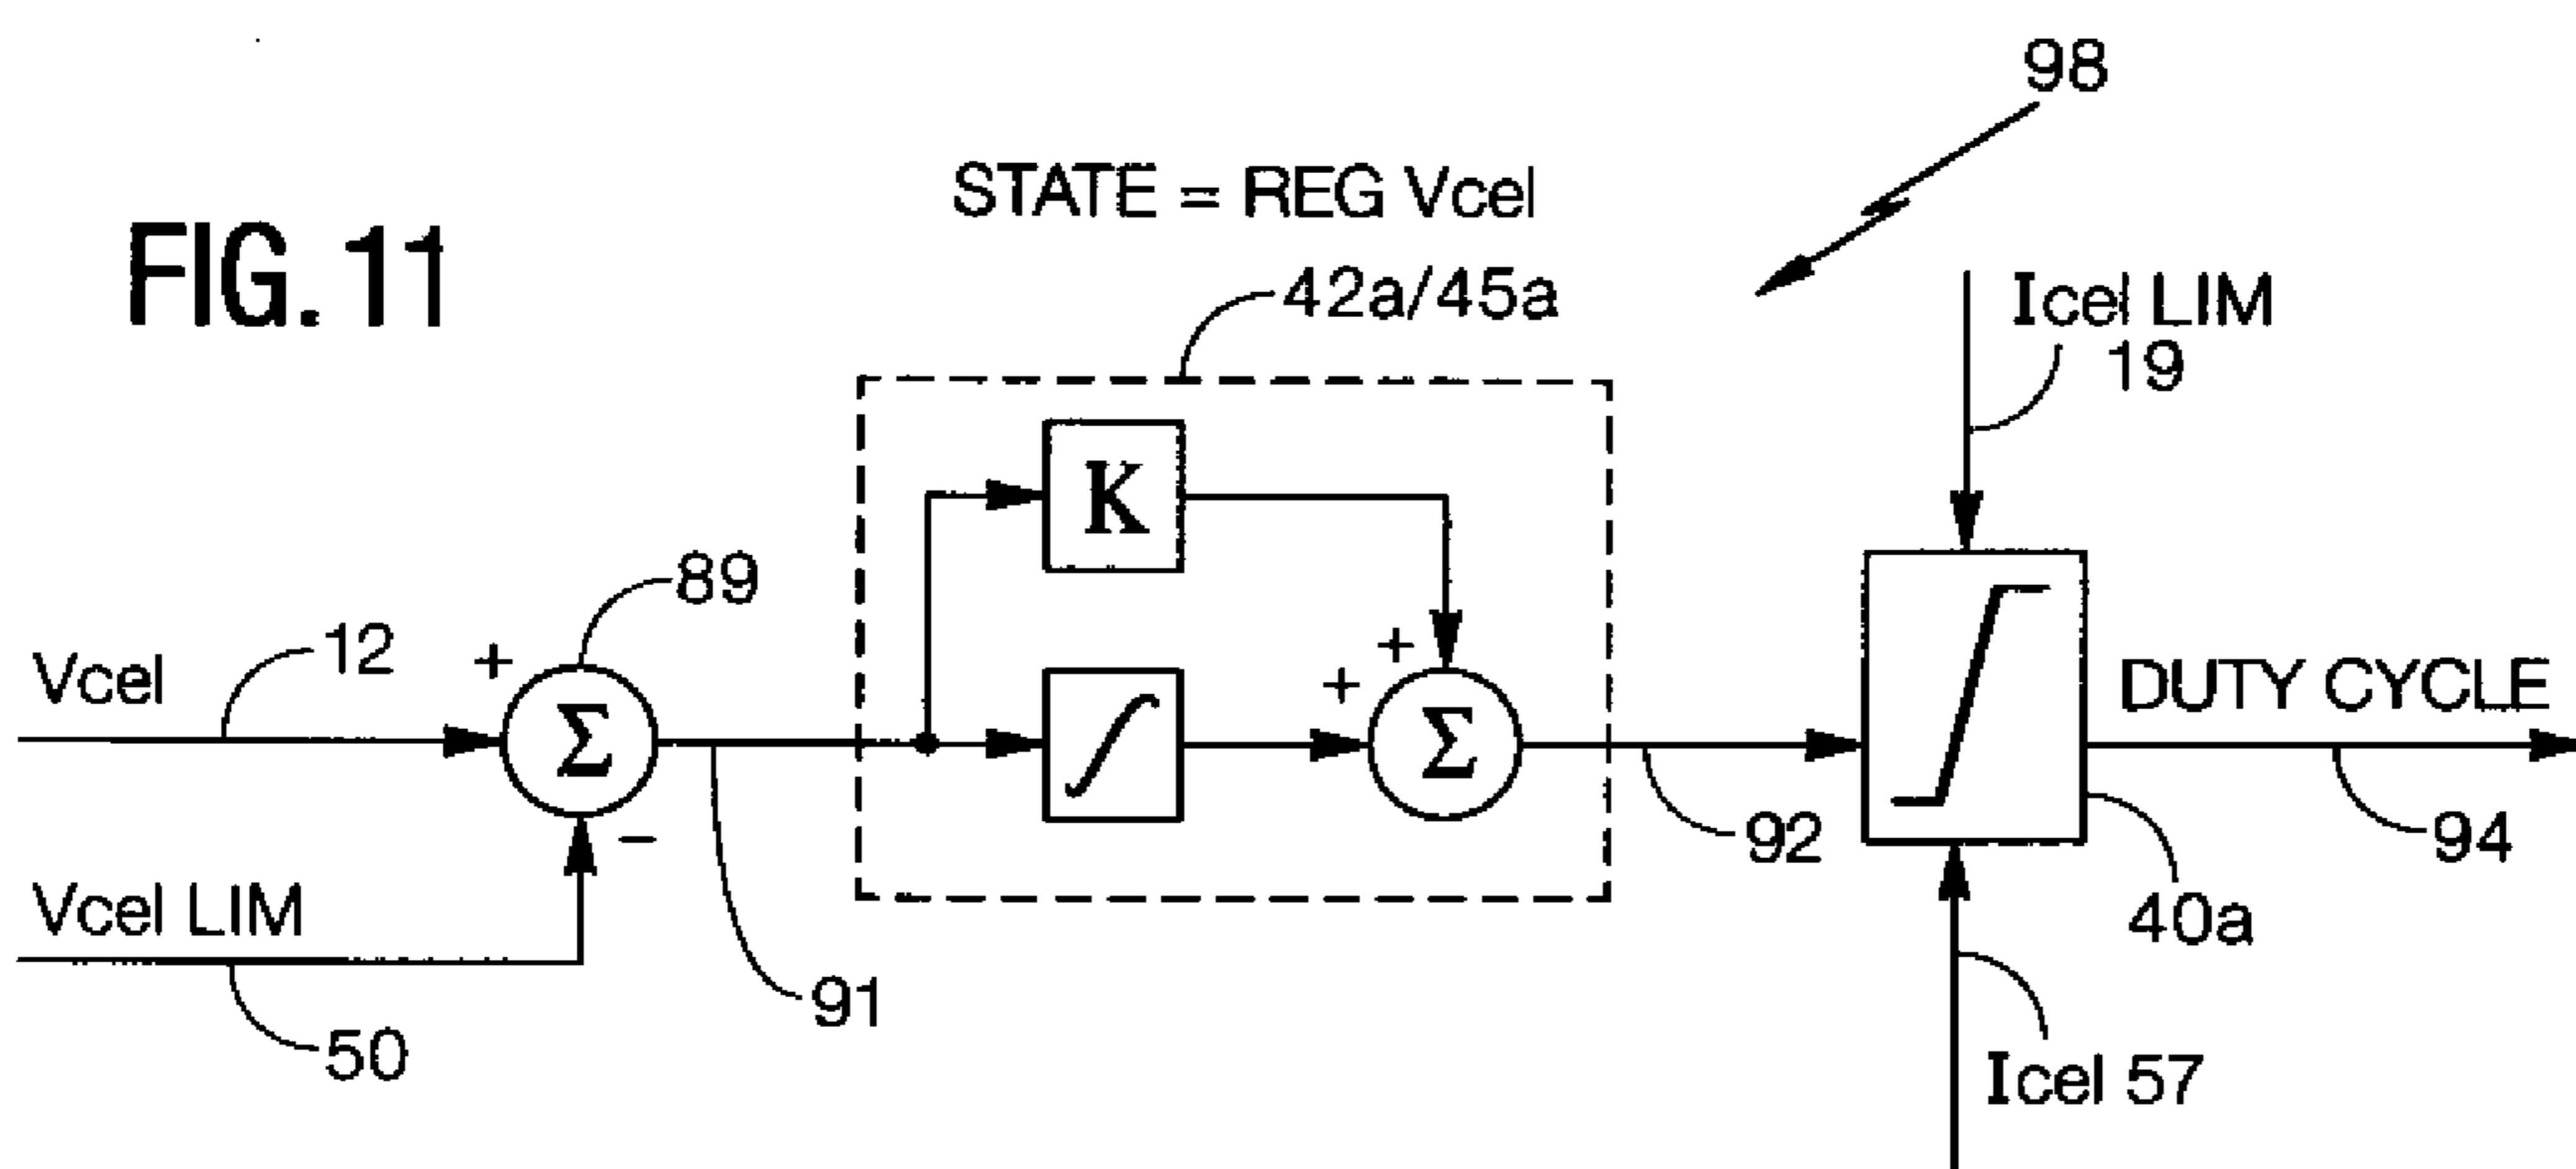 98
FIG. 11
STATE = REG Vcel
42a/45a
Icel LIM
19
K
∫
89
12
Vcel
+
Σ
−
+
+
Σ
DUTY CYCLE
92
94
40a
Vcel LIM
50
91
Icel 57